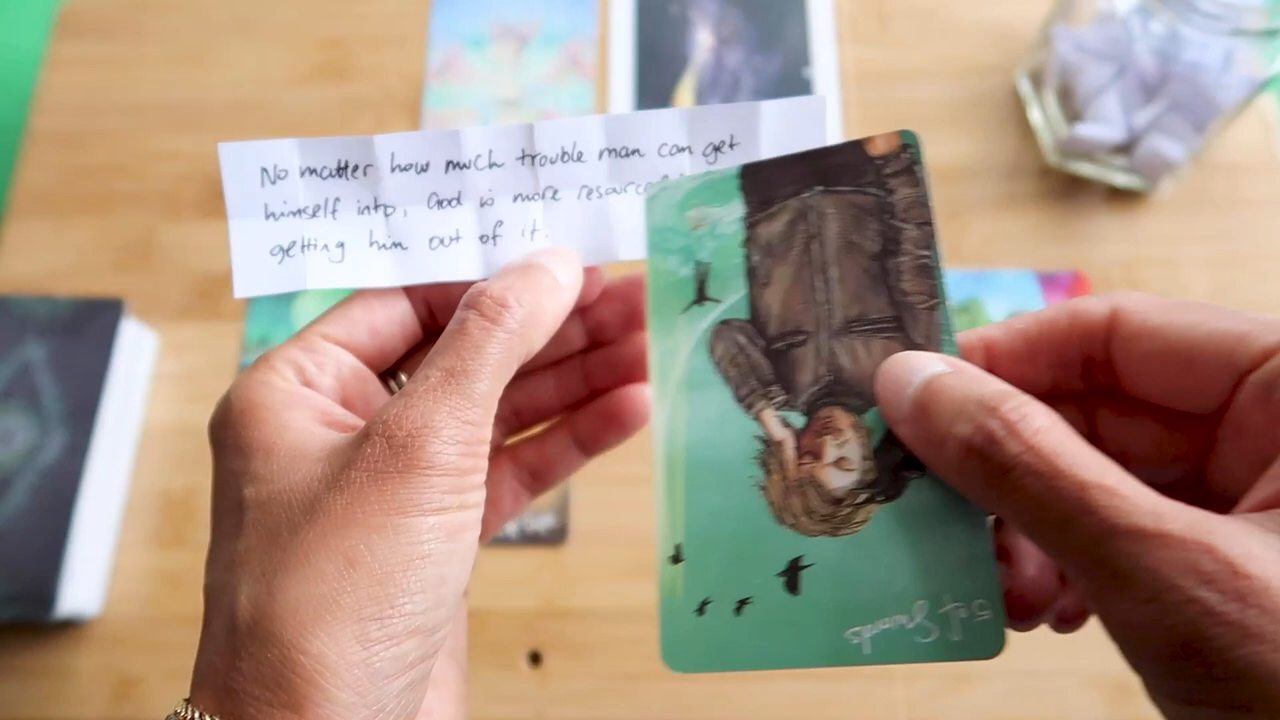 No matter how much trouble man can get
himself into, God is more
getting him out of it.
5 of Swords